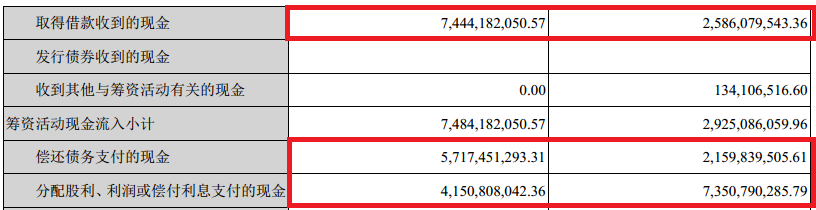 取得借款收到的现金 7,444,182,050.57 2,586,079,543.36
发行债券收到的现金
收到其他与筹资活动有关的现金 0.00 134,106,516.60
筹资活动现金流入小计 7,484,182,050.57 2,925,086,059.96
偿还债务支付的现金 5,717,451,293.31 2,159,839,505.61
分配股利、利润或偿付利息支付的现金 4,150,808,042.36 7,350,790,285.79